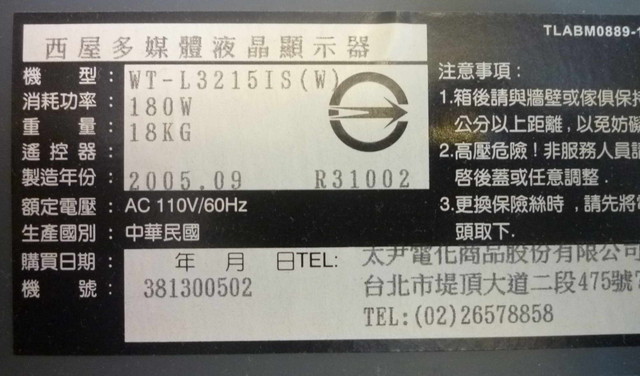 TLABM0889-1
西屋多媒體液晶顯示器
機 型: WT-L3215IS(W)
消耗功率: 180W
重 量: 18KG
遙控器:
製造年份: 2005.09 R31002
額定電壓: AC 110V/60Hz
生產國別: 中華民國
購買日期: 年 月 日TEL:
機 號: 381300502
注意事項:
1.箱後請與牆壁或傢俱保持
公分以上距離,以免妨礙
2.高壓危險!非服務人員請
啓後蓋或任意調整.
3.更換保險絲時,請先將電
頭取下.
太尹電化商品股份有限公司
台北市堤頂大道二段475號7
TEL:(02)26578858